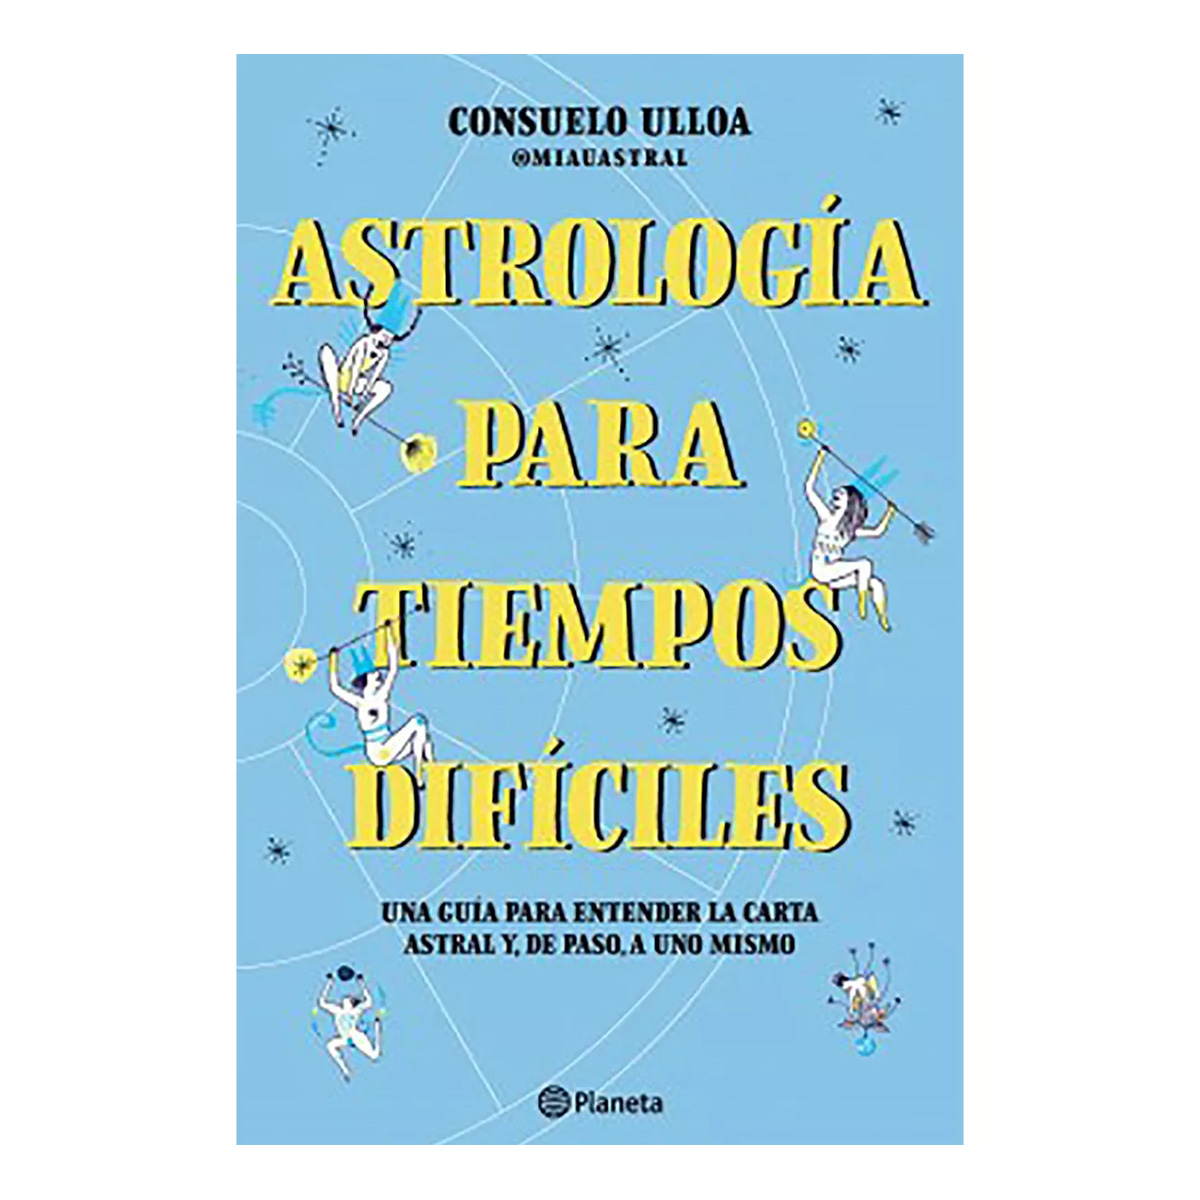 CONSUELO ULLOA
@MIAUASTRAL
ASTROLOGÍA
PARA
TIEMPOS
DIFÍCILES
UNA GUÍA PARA ENTENDER LA CARTA
ASTRAL Y, DE PASO, A UNO MISMO
Planeta